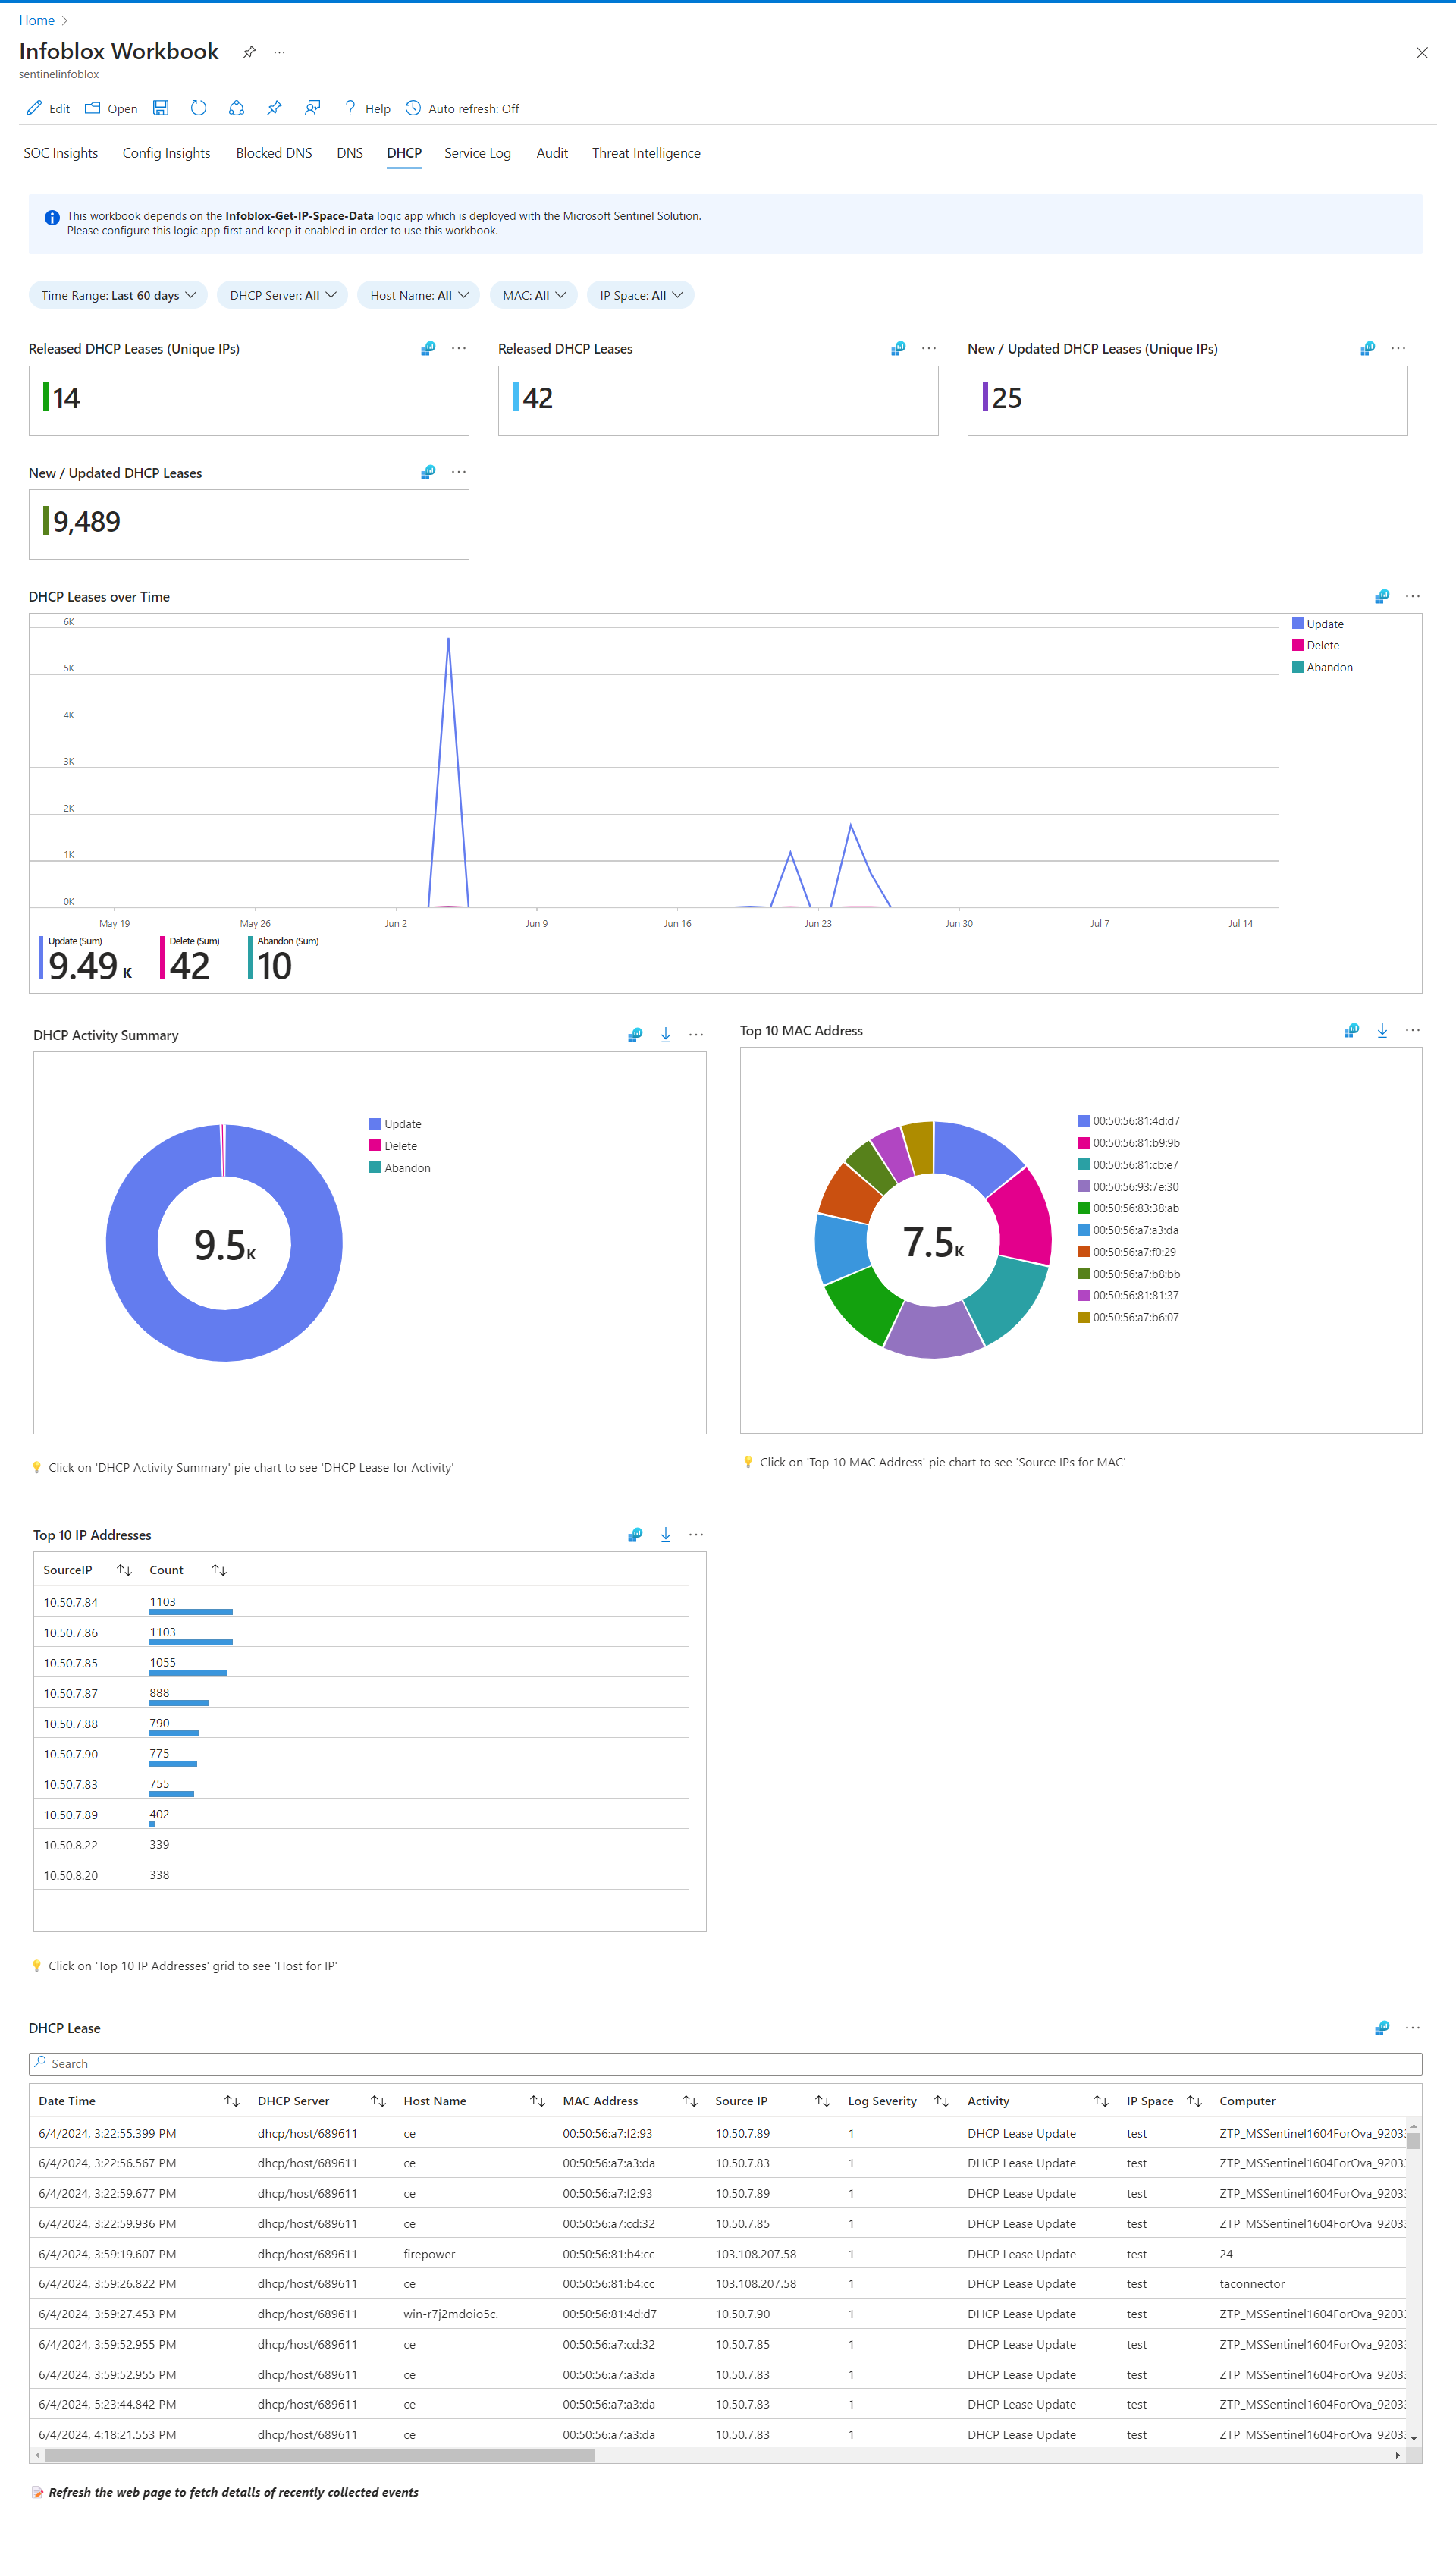 Home
Infoblox Workbook
sentinelinfoblox
Edit Open Help Auto refresh: Off
SOC Insights Config Insights Blocked DNS DNS DHCP Service Log Audit Threat Intelligence
This workbook depends on the Infoblox-Get-IP-Space-Data logic app which is deployed with the Microsoft Sentinel Solution.
Please configure this logic app first and keep it enabled in order to use this workbook.
Time Range: Last 60 days DHCP Server: All Host Name: All MAC: All IP Space: All
Released DHCP Leases (Unique IPs)
14
Released DHCP Leases
42
New / Updated DHCP Leases (Unique IPs)
25
New / Updated DHCP Leases
9,489
DHCP Leases over Time
6K
5K
4K
3K
2K
1K
0K
May 19 May 26 Jun 2 Jun 9 Jun 16 Jun 23 Jun 30 Jul 7 Jul 14
Update
Delete
Abandon
Update (Sum) Delete (Sum) Abandon (Sum)
9.49 K 42 10
DHCP Activity Summary
9.5K
Update
Delete
Abandon
Click on 'DHCP Activity Summary' pie chart to see 'DHCP Lease for Activity'
Top 10 MAC Address
7.5K
00:50:56:81:4d:d7
00:50:56:81:b9:9b
00:50:56:81:cb:e7
00:50:56:93:7e:30
00:50:56:83:38:ab
00:50:56:a7:a3:da
00:50:56:a7:f0:29
00:50:56:a7:b8:bb
00:50:56:81:81:37
00:50:56:a7:b6:07
Click on 'Top 10 MAC Address' pie chart to see 'Source IPs for MAC'
Top 10 IP Addresses
SourceIP Count
10.50.7.84 1103
10.50.7.86 1103
10.50.7.85 1055
10.50.7.87 888
10.50.7.88 790
10.50.7.90 775
10.50.7.83 755
10.50.7.89 402
10.50.8.22 339
10.50.8.20 338
Click on 'Top 10 IP Addresses' grid to see 'Host for IP'
DHCP Lease
Search
Date Time DHCP Server Host Name MAC Address Source IP Log Severity Activity IP Space Computer
6/4/2024, 3:22:55.399 PM dhcp/host/689611 ce 00:50:56:a7:f2:93 10.50.7.89 1 DHCP Lease Update test ZTP_MSSentinel1604ForOva_9203
6/4/2024, 3:22:56.567 PM dhcp/host/689611 ce 00:50:56:a7:a3:da 10.50.7.83 1 DHCP Lease Update test ZTP_MSSentinel1604ForOva_9203
6/4/2024, 3:22:59.677 PM dhcp/host/689611 ce 00:50:56:a7:f2:93 10.50.7.89 1 DHCP Lease Update test ZTP_MSSentinel1604ForOva_9203
6/4/2024, 3:22:59.936 PM dhcp/host/689611 ce 00:50:56:a7:cd:32 10.50.7.85 1 DHCP Lease Update test ZTP_MSSentinel1604ForOva_9203
6/4/2024, 3:59:19.607 PM dhcp/host/689611 firepower 00:50:56:81:b4:cc 103.108.207.58 1 DHCP Lease Update test 24
6/4/2024, 3:59:26.822 PM dhcp/host/689611 ce 00:50:56:81:b4:cc 103.108.207.58 1 DHCP Lease Update test taconnector
6/4/2024, 3:59:27.453 PM dhcp/host/689611 win-r7j2mdoio5c. 00:50:56:81:4d:d7 10.50.7.90 1 DHCP Lease Update test ZTP_MSSentinel1604ForOva_9203
6/4/2024, 3:59:52.955 PM dhcp/host/689611 ce 00:50:56:a7:cd:32 10.50.7.85 1 DHCP Lease Update test ZTP_MSSentinel1604ForOva_9203
6/4/2024, 3:59:52.955 PM dhcp/host/689611 ce 00:50:56:a7:a3:da 10.50.7.83 1 DHCP Lease Update test ZTP_MSSentinel1604ForOva_9203
6/4/2024, 5:23:44.842 PM dhcp/host/689611 ce 00:50:56:a7:a3:da 10.50.7.83 1 DHCP Lease Update test ZTP_MSSentinel1604ForOva_9203
6/4/2024, 4:18:21.553 PM dhcp/host/689611 ce 00:50:56:a7:a3:da 10.50.7.83 1 DHCP Lease Update test ZTP_MSSentinel1604ForOva_9203
Refresh the web page to fetch details of recently collected events